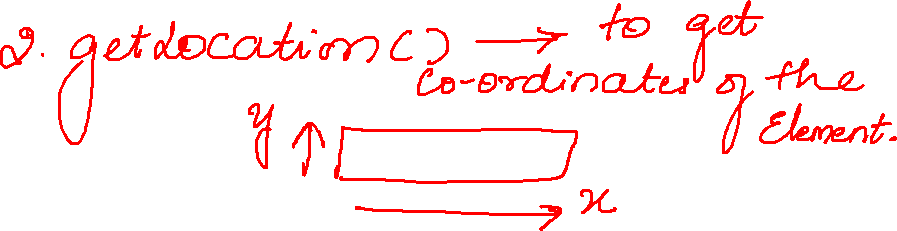 2. getLocation() → to get
co-ordinates of the
Element.
y
x